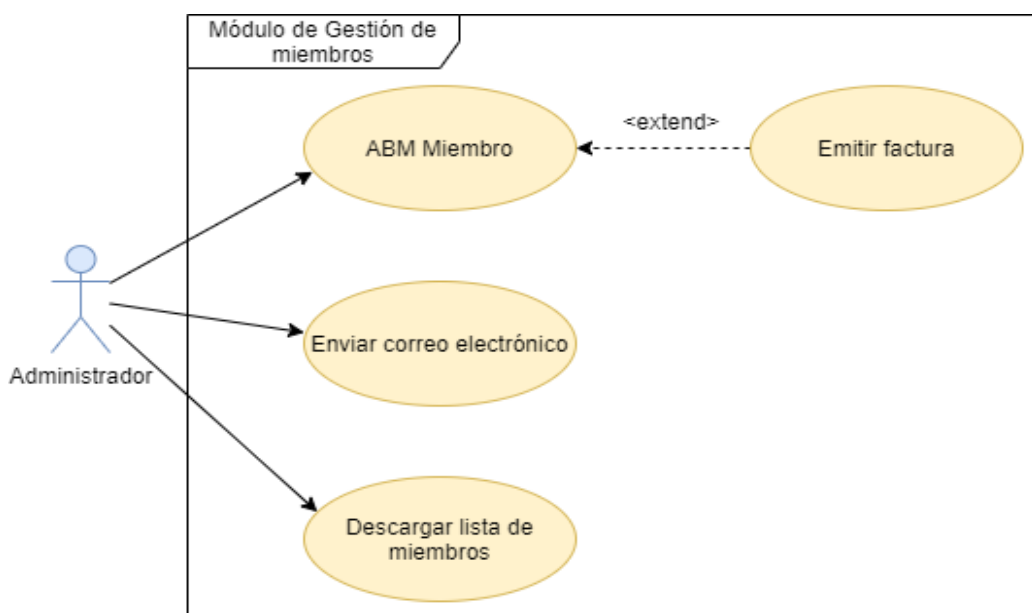 Módulo de Gestión de
miembros
ABM Miembro
<extend>
Emitir factura
Enviar correo electrónico
Administrador
Descargar lista de
miembros